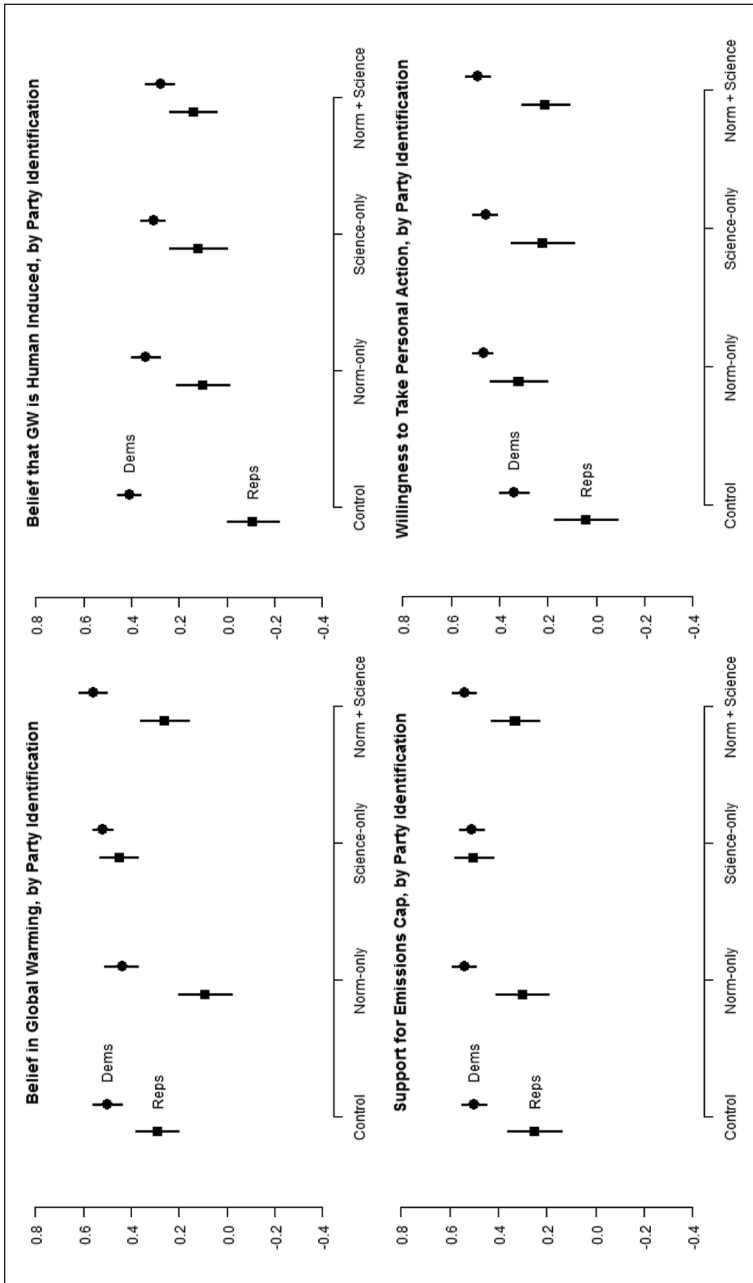 Belief in Global Warming, by Party Identification
0.8
0.6
0.4
0.2
0.0
-0.2
-0.4
Dems
Reps
Control
Norm-only
Science-only
Norm + Science
Belief that GW is Human Induced, by Party Identification
0.8
0.6
0.4
0.2
0.0
-0.2
-0.4
Dems
Reps
Control
Norm-only
Science-only
Norm + Science
Support for Emissions Cap, by Party Identification
0.8
0.6
0.4
0.2
0.0
-0.2
-0.4
Dems
Reps
Control
Norm-only
Science-only
Norm + Science
Willingness to Take Personal Action, by Party Identification
0.8
0.6
0.4
0.2
0.0
-0.2
-0.4
Dems
Reps
Control
Norm-only
Science-only
Norm + Science